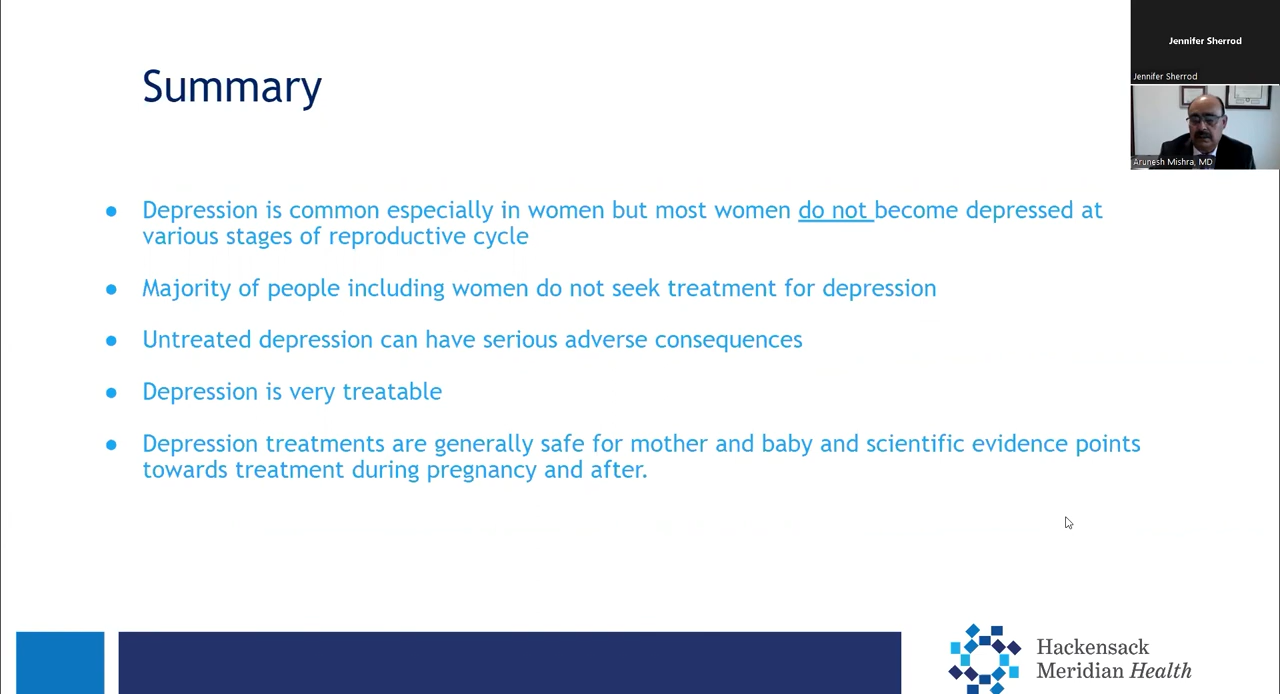 Summary
● Depression is common especially in women but most women do not become depressed at
various stages of reproductive cycle
● Majority of people including women do not seek treatment for depression
● Untreated depression can have serious adverse consequences
● Depression is very treatable
● Depression treatments are generally safe for mother and baby and scientific evidence points
towards treatment during pregnancy and after.
Jennifer Sherrod
Jennifer Sherrod
Arunesh Mishra, MD
Hackensack
Meridian Health